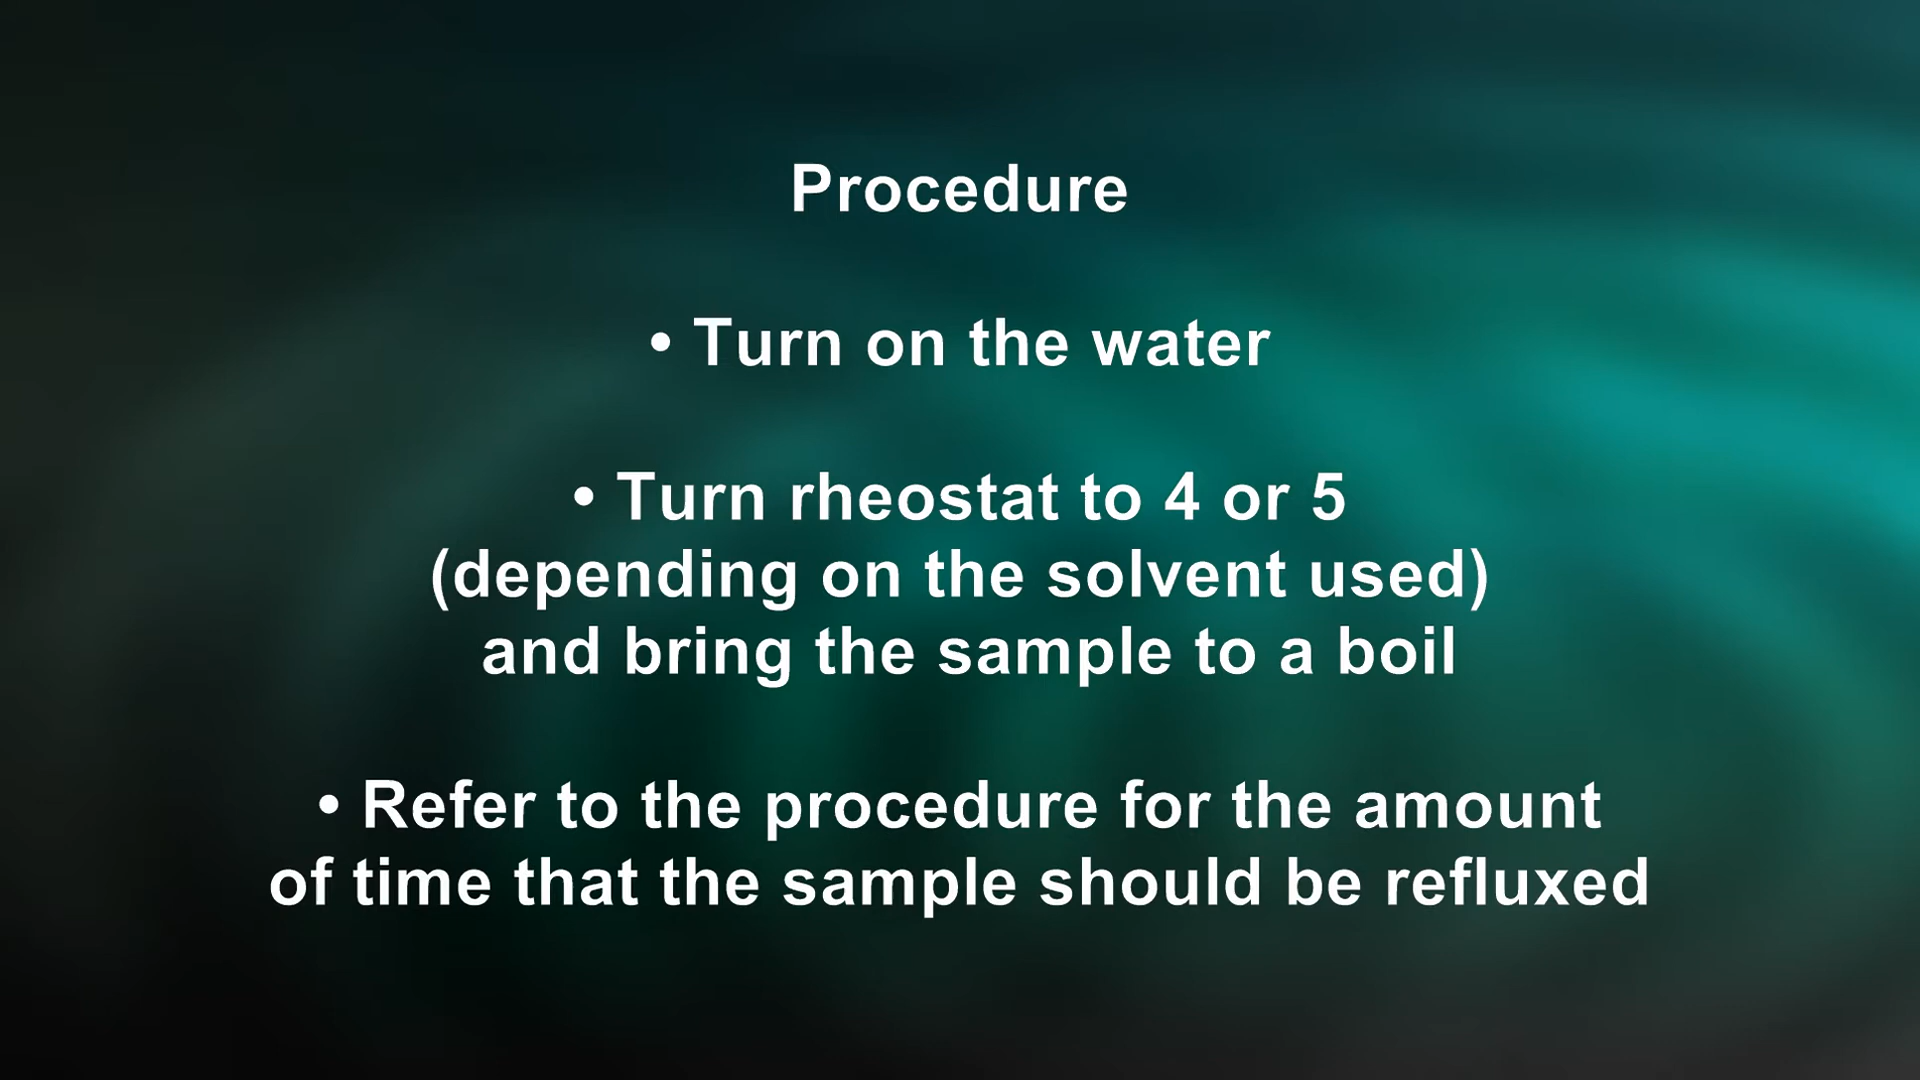 Procedure
• Turn on the water
• Turn rheostat to 4 or 5
(depending on the solvent used)
and bring the sample to a boil
• Refer to the procedure for the amount
of time that the sample should be refluxed